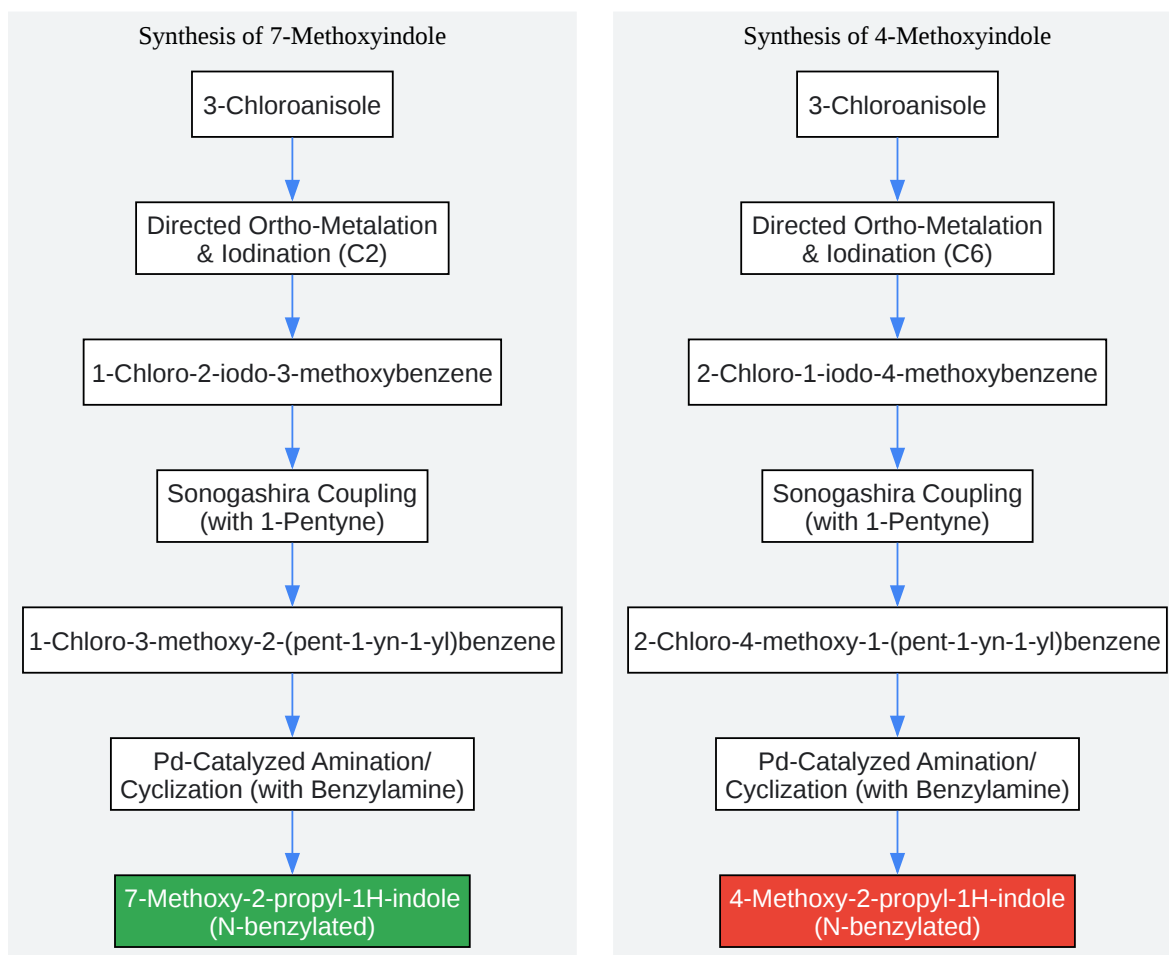 Synthesis of 7-Methoxyindole
3-Chloroanisole
Directed Ortho-Metalation
& Iodination (C2)
1-Chloro-2-iodo-3-methoxybenzene
Sonogashira Coupling
(with 1-Pentyne)
1-Chloro-3-methoxy-2-(pent-1-yn-1-yl)benzene
Pd-Catalyzed Amination/
Cyclization (with Benzylamine)
7-Methoxy-2-propyl-1H-indole
(N-benzylated)
Synthesis of 4-Methoxyindole
3-Chloroanisole
Directed Ortho-Metalation
& Iodination (C6)
2-Chloro-1-iodo-4-methoxybenzene
Sonogashira Coupling
(with 1-Pentyne)
2-Chloro-4-methoxy-1-(pent-1-yn-1-yl)benzene
Pd-Catalyzed Amination/
Cyclization (with Benzylamine)
4-Methoxy-2-propyl-1H-indole
(N-benzylated)